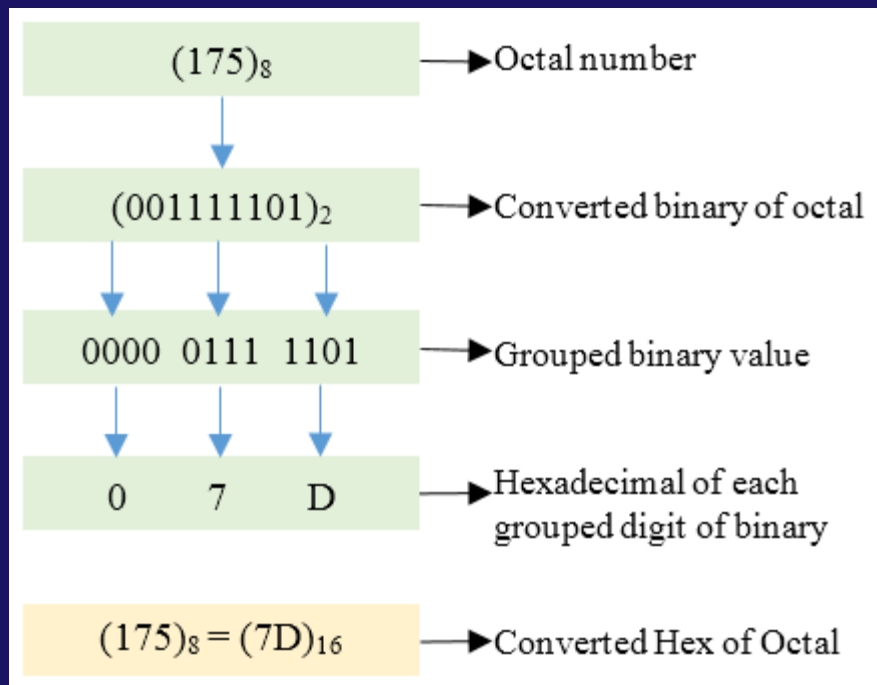 (175)₈ Octal number
(001111101)₂ Converted binary of octal
0000 0111 1101 Grouped binary value
0 7 D Hexadecimal of each
grouped digit of binary
(175)₈ = (7D)₁₆ Converted Hex of Octal